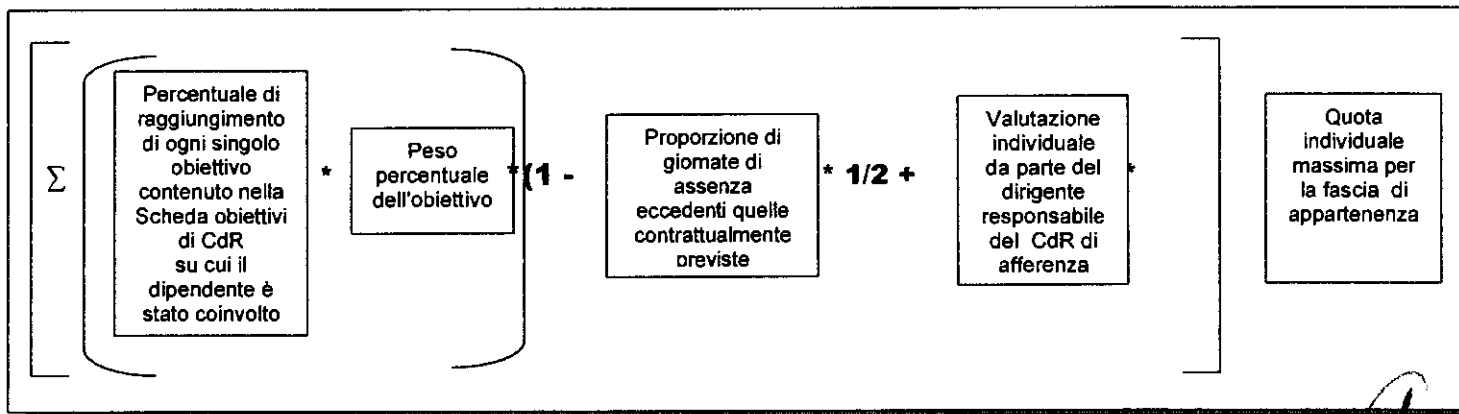 Σ
Percentuale di
raggiungimento
di ogni singolo
obiettivo
contenuto nella
Scheda obiettivi
di CdR
su cui il
dipendente è
stato coinvolto
*
Peso
percentuale
dell'obiettivo
*(1 -
Proporzione di
giornate di
assenza
eccedenti quelle
contrattualmente
previste
* 1/2 +
Valutazione
individuale
da parte del
dirigente
responsabile
del CdR di
afferenza
*
Quota
individuale
massima per
la fascia di
appartenenza